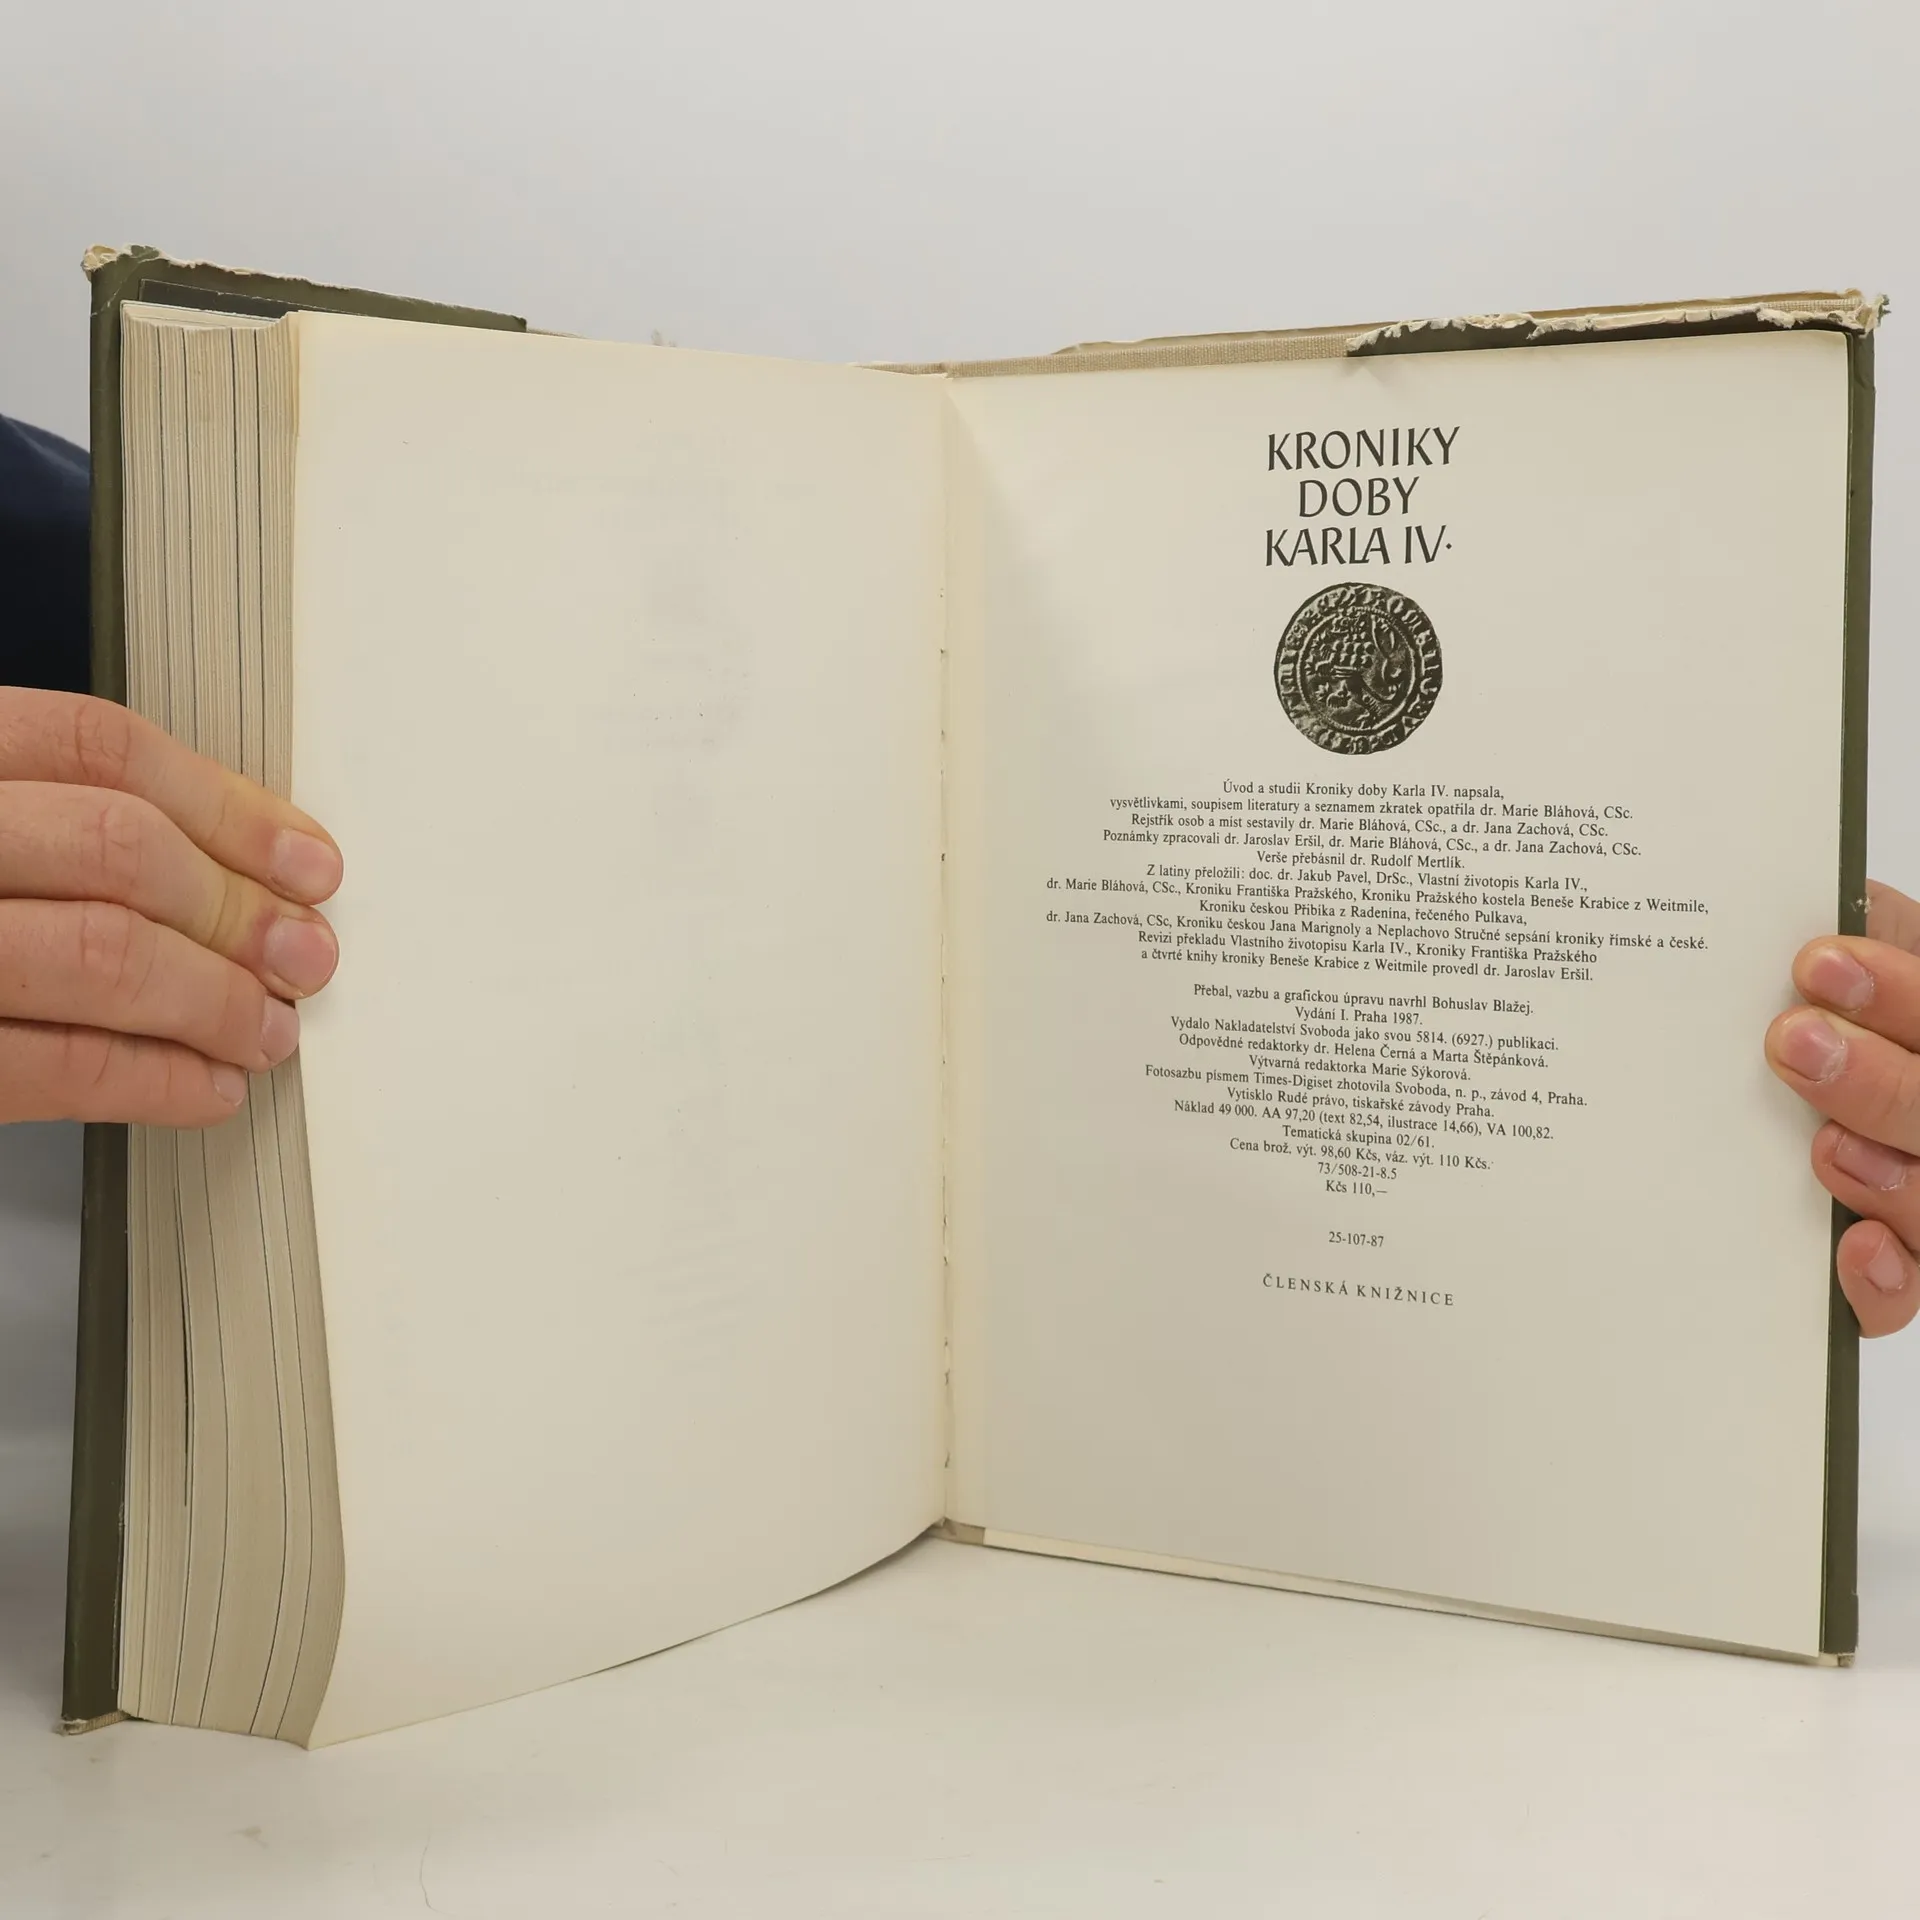 KRONIKY
DOBY
KARLA IV.
Úvod a studii Kroniky doby Karla IV. napsala,
vysvětlivkami, soupisem literatury a seznamem zkratek opatřila dr. Marie Bláhová, CSc.
Rejstřík osob a míst sestavily dr. Marie Bláhová, CSc., a dr. Jana Zachová, CSc.
Poznámky zpracovali dr. Jaroslav Eršil, dr. Marie Bláhová, CSc., a dr. Jana Zachová, CSc.
Verše přebásnil dr. Rudolf Mertlík.
Z latiny přeložili: doc. dr. Jakub Pavel, DrSc., Vlastní životopis Karla IV.,
dr. Marie Bláhová, CSc., Kroniku Františka Pražského, Kroniku Pražského kostela Beneše Krabice z Weitmile,
Kroniku českou Přibíka z Radenína, řečeného Pulkava,
dr. Jana Zachová, CSc, Kroniku českou Jana Marignoly a Neplachovo Stručné sepsání kroniky římské a české.
Revizi překladu Vlastního životopisu Karla IV., Kroniky Františka Pražského
a čtvrté knihy kroniky Beneše Krabice z Weitmile provedl dr. Jaroslav Eršil.
Přebal, vazbu a grafickou úpravu navrhl Bohuslav Blažej.
Vydání I. Praha 1987.
Vydalo Nakladatelství Svoboda jako svou 5814. (6927.) publikaci.
Odpovědné redaktorky dr. Helena Černá a Marta Štěpánková.
Výtvarná redaktorka Marie Sýkorová.
Fotosazbu písmem Times-Digiset zhotovila Svoboda, n. p., závod 4, Praha.
Vytisklo Rudé právo, tiskařské závody Praha.
Náklad 49 000. AA 97,20 (text 82,54, ilustrace 14,66), VA 100,82.
Tematická skupina 02/61.
Cena brož. výt. 98,60 Kčs, váz. výt. 110 Kčs.
73/508-21-8.5
Kčs 110,—
25-107-87
ČLENSKÁ KNIŽNICE